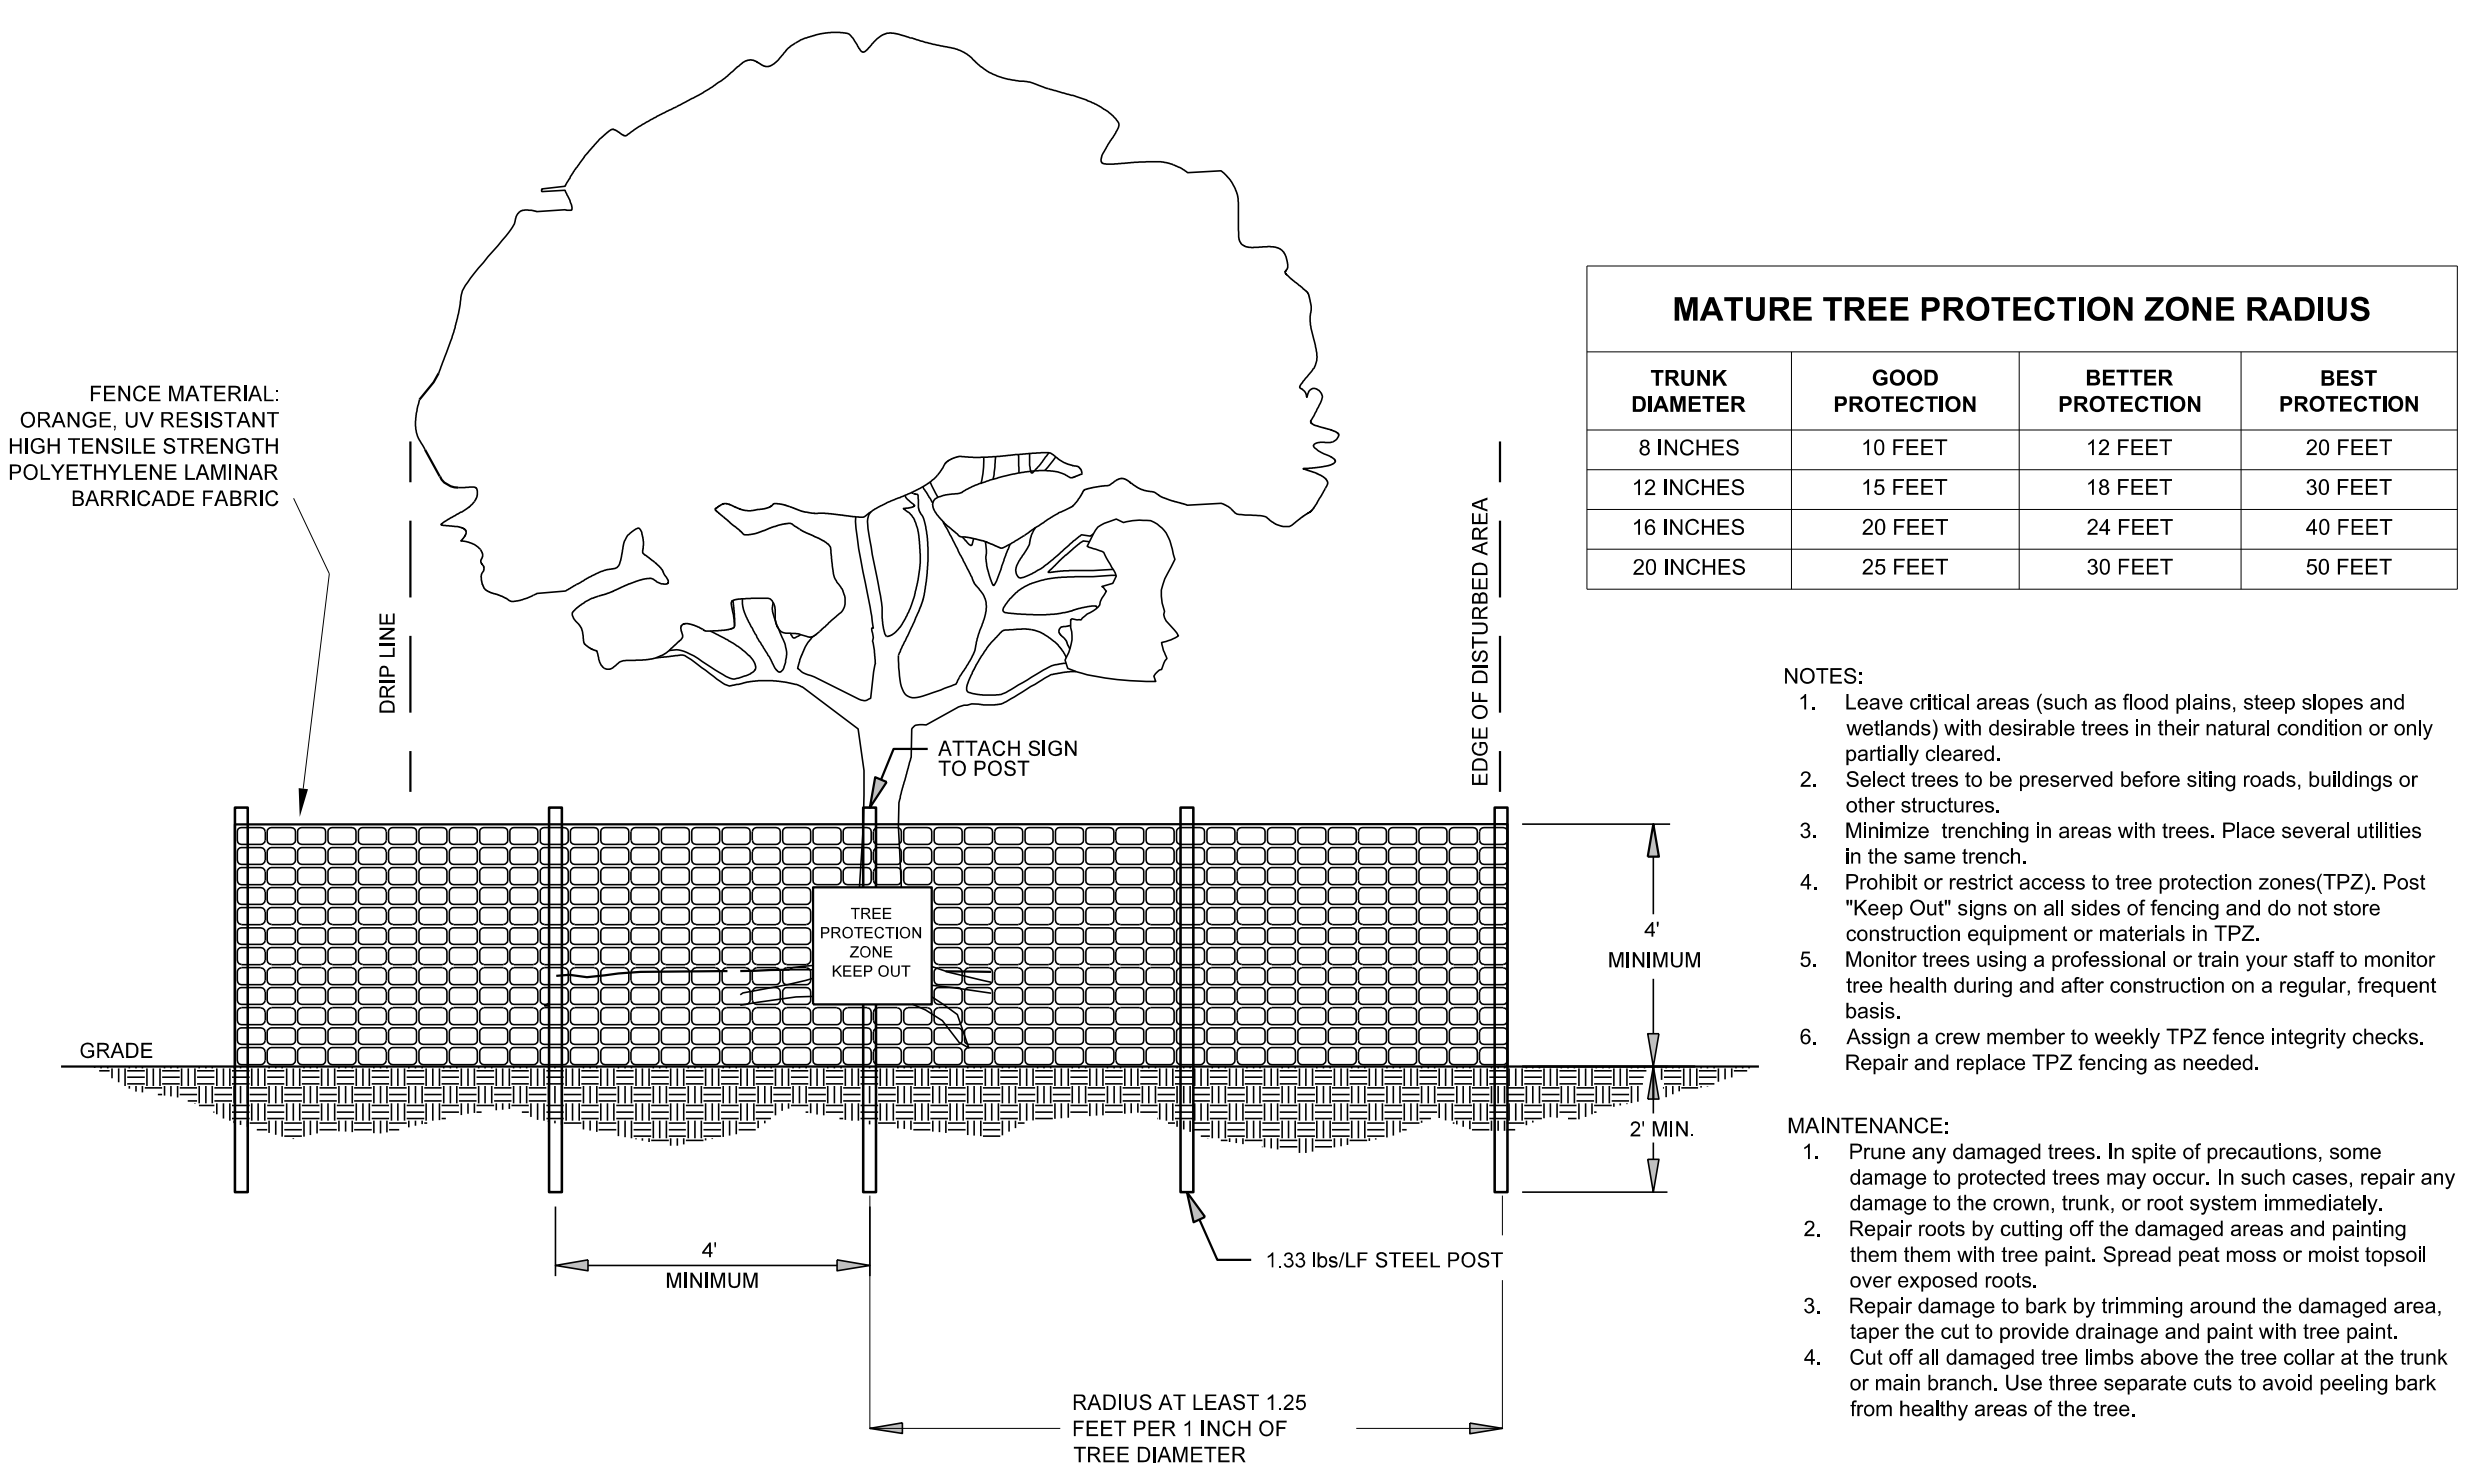 FENCE MATERIAL:
ORANGE, UV RESISTANT
HIGH TENSILE STRENGTH
POLYETHYLENE LAMINAR
BARRICADE FABRIC
DRIP LINE
EDGE OF DISTURBED AREA
ATTACH SIGN
TO POST
TREE
PROTECTION
ZONE
KEEP OUT
GRADE
4'
MINIMUM
2' MIN.
4'
MINIMUM
1.33 lbs/LF STEEL POST
RADIUS AT LEAST 1.25
FEET PER 1 INCH OF
TREE DIAMETER
MATURE TREE PROTECTION ZONE RADIUS
TRUNK DIAMETER GOOD PROTECTION BETTER PROTECTION BEST PROTECTION
8 INCHES 10 FEET 12 FEET 20 FEET
12 INCHES 15 FEET 18 FEET 30 FEET
16 INCHES 20 FEET 24 FEET 40 FEET
20 INCHES 25 FEET 30 FEET 50 FEET
NOTES:
1. Leave critical areas (such as flood plains, steep slopes and
wetlands) with desirable trees in their natural condition or only
partially cleared.
2. Select trees to be preserved before siting roads, buildings or
other structures.
3. Minimize trenching in areas with trees. Place several utilities
in the same trench.
4. Prohibit or restrict access to tree protection zones(TPZ). Post
"Keep Out" signs on all sides of fencing and do not store
construction equipment or materials in TPZ.
5. Monitor trees using a professional or train your staff to monitor
tree health during and after construction on a regular, frequent
basis.
6. Assign a crew member to weekly TPZ fence integrity checks.
Repair and replace TPZ fencing as needed.
MAINTENANCE:
1. Prune any damaged trees. In spite of precautions, some
damage to protected trees may occur. In such cases, repair any
damage to the crown, trunk, or root system immediately.
2. Repair roots by cutting off the damaged areas and painting
them them with tree paint. Spread peat moss or moist topsoil
over exposed roots.
3. Repair damage to bark by trimming around the damaged area,
taper the cut to provide drainage and paint with tree paint.
4. Cut off all damaged tree limbs above the tree collar at the trunk
or main branch. Use three separate cuts to avoid peeling bark
from healthy areas of the tree.